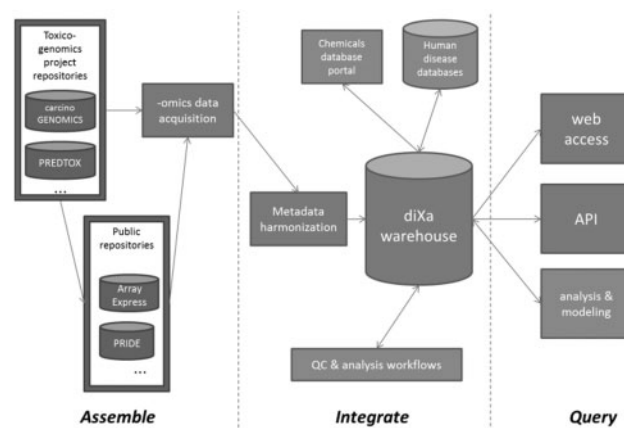 Toxico-
genomics
project
repositories
carcino
GENOMICS
PREDTOX
...
Public
repositories
Array
Express
PRIDE
...
-omics data
acquisition
Assemble
Chemicals
database
portal
Human
disease
databases
Metadata
harmonization
diXa
warehouse
QC & analysis workflows
Integrate
web
access
API
analysis &
modeling
Query